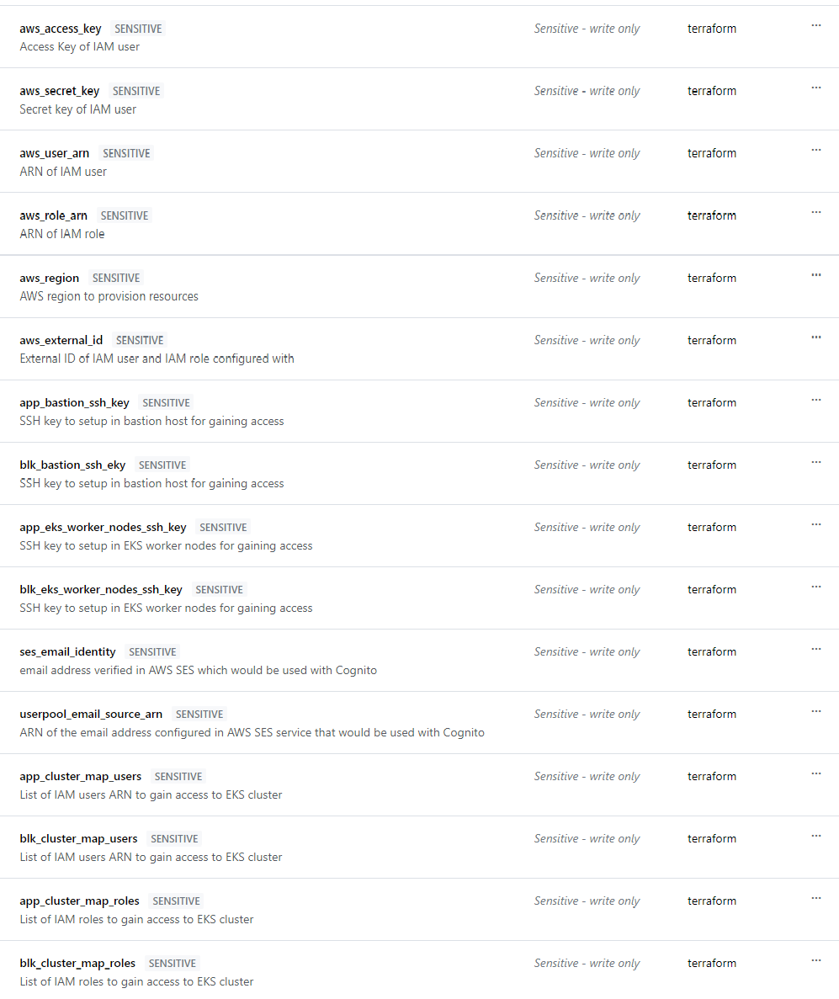 aws_access_key SENSITIVE Sensitive - write only terraform ...
Access Key of IAM user
aws_secret_key SENSITIVE Sensitive - write only terraform ...
Secret key of IAM user
aws_user_arn SENSITIVE Sensitive - write only terraform ...
ARN of IAM user
aws_role_arn SENSITIVE Sensitive - write only terraform ...
ARN of IAM role
aws_region SENSITIVE Sensitive - write only terraform ...
AWS region to provision resources
aws_external_id SENSITIVE Sensitive - write only terraform ...
External ID of IAM user and IAM role configured with
app_bastion_ssh_key SENSITIVE Sensitive - write only terraform ...
SSH key to setup in bastion host for gaining access
blk_bastion_ssh_eky SENSITIVE Sensitive - write only terraform ...
SSH key to setup in bastion host for gaining access
app_eks_worker_nodes_ssh_key SENSITIVE Sensitive - write only terraform ...
SSH key to setup in EKS worker nodes for gaining access
blk_eks_worker_nodes_ssh_key SENSITIVE Sensitive - write only terraform ...
SSH key to setup in EKS worker nodes for gaining access
ses_email_identity SENSITIVE Sensitive - write only terraform ...
email address verified in AWS SES which would be used with Cognito
userpool_email_source_arn SENSITIVE Sensitive - write only terraform ...
ARN of the email address configured in AWS SES service that would be used with Cognito
app_cluster_map_users SENSITIVE Sensitive - write only terraform ...
List of IAM users ARN to gain access to EKS cluster
blk_cluster_map_users SENSITIVE Sensitive - write only terraform ...
List of IAM users ARN to gain access to EKS cluster
app_cluster_map_roles SENSITIVE Sensitive - write only terraform ...
List of IAM roles to gain access to EKS cluster
blk_cluster_map_roles SENSITIVE Sensitive - write only terraform ...
List of IAM roles to gain access to EKS cluster